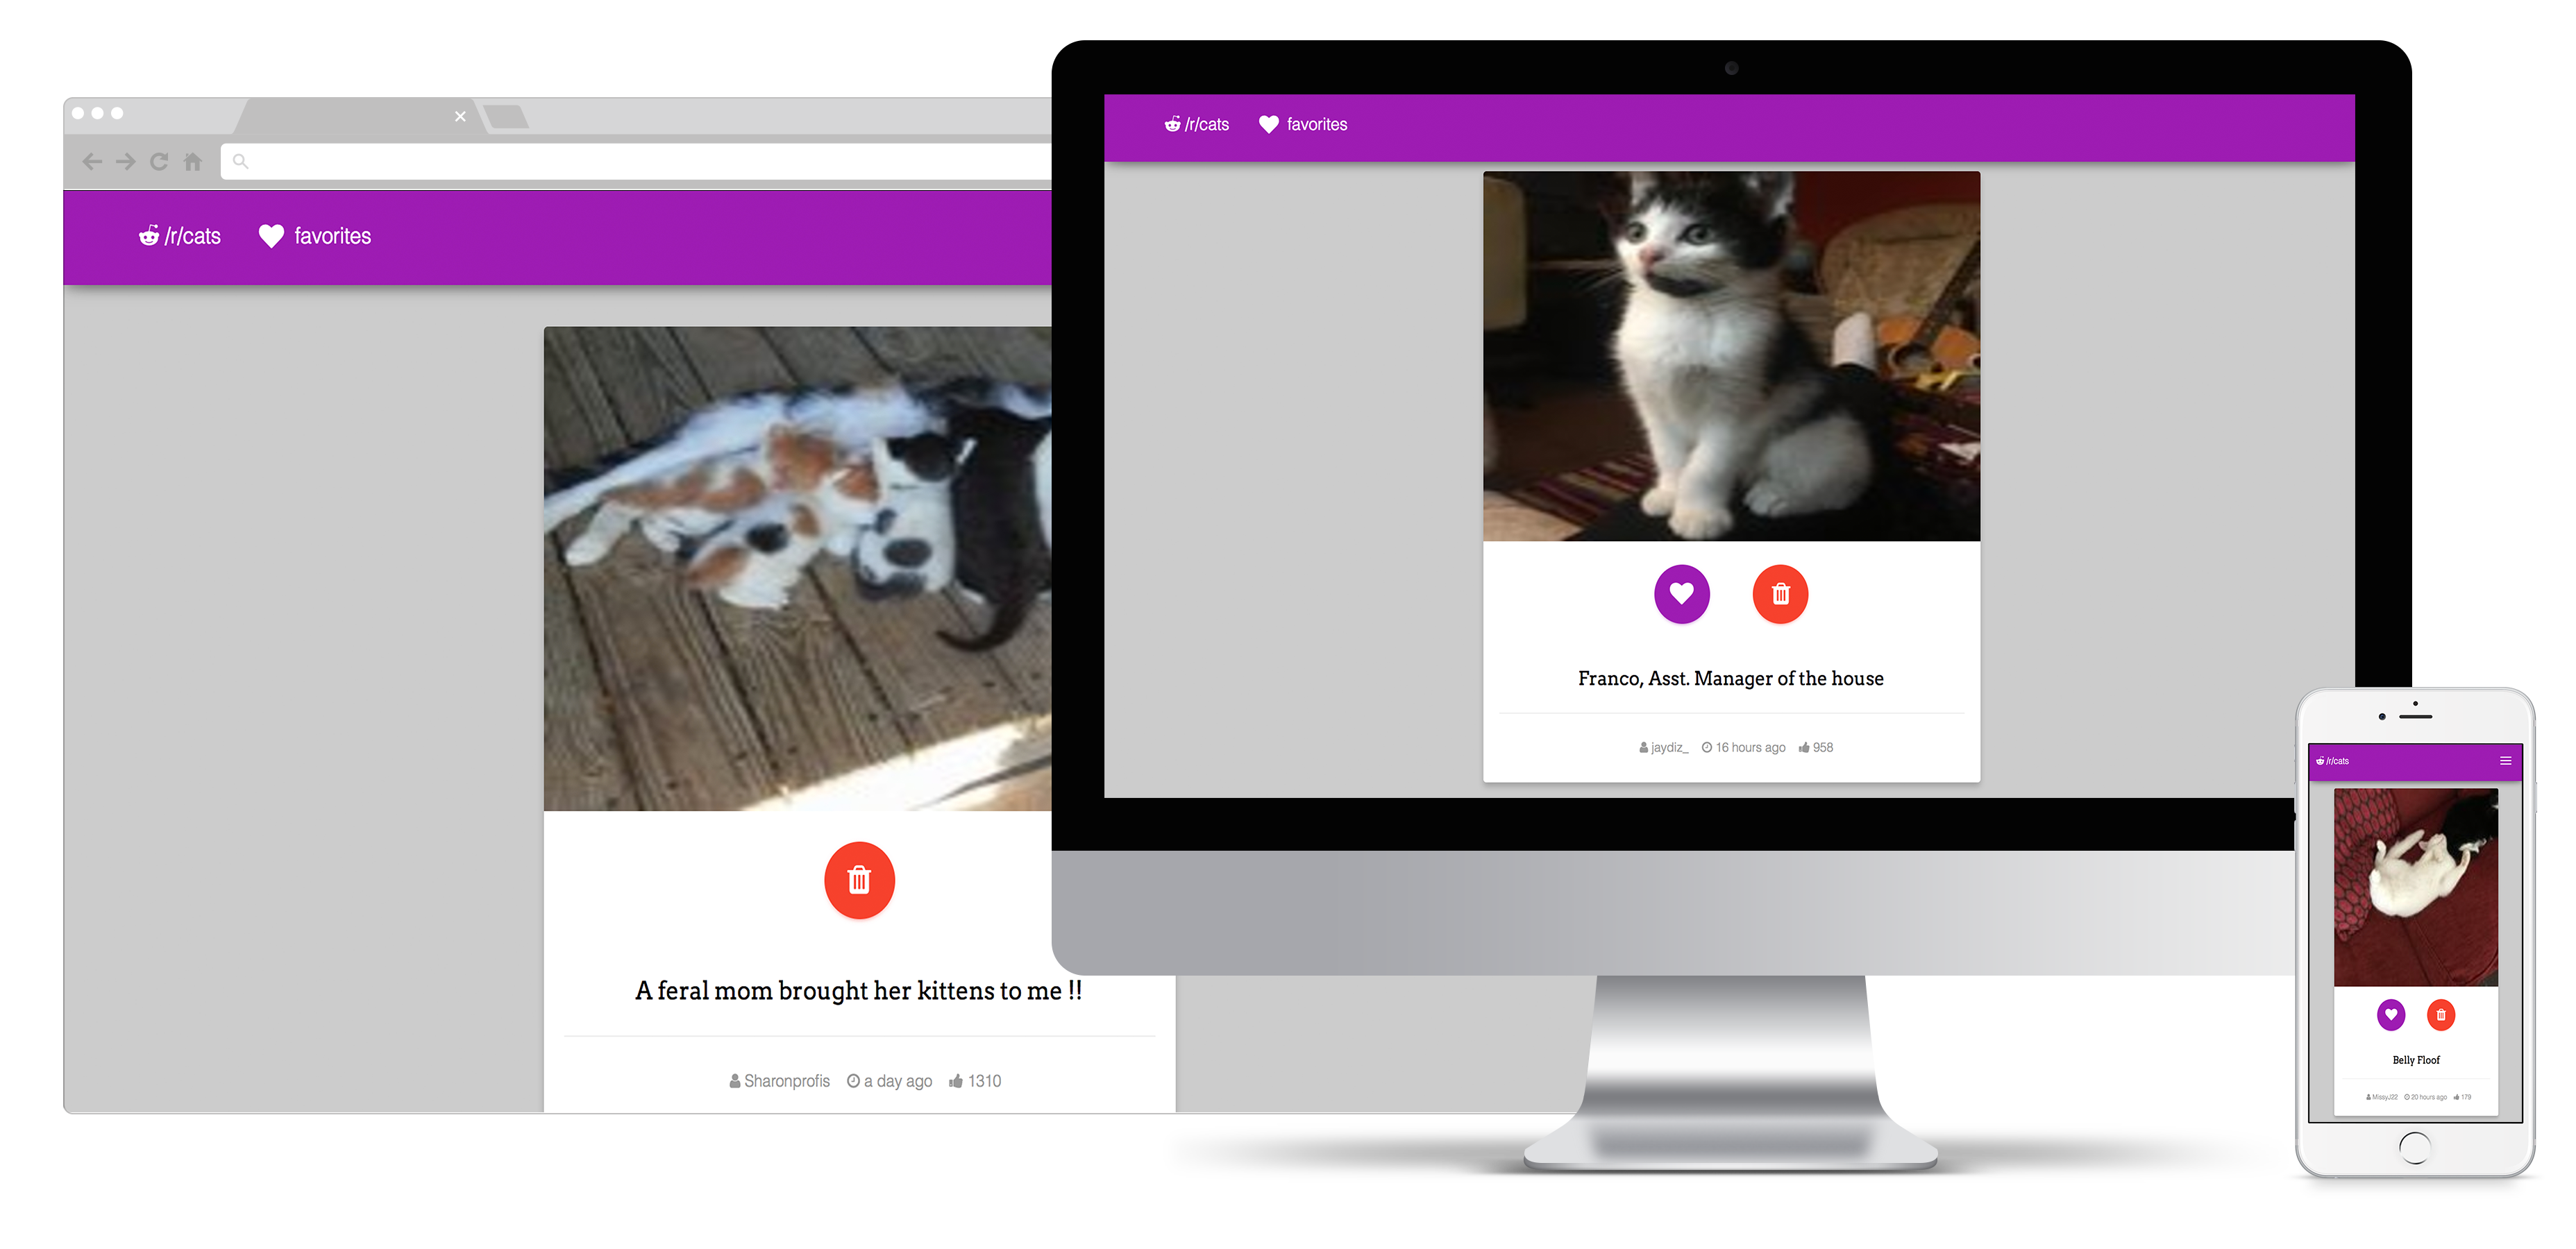 /r/cats favorites
A feral mom brought her kittens to me !!
Sharonprofis a day ago 1310
/r/cats favorites
Franco, Asst. Manager of the house
jaydiz_ 16 hours ago 958
/r/cats
Belly Floof
MissyJ22 20 hours ago 179